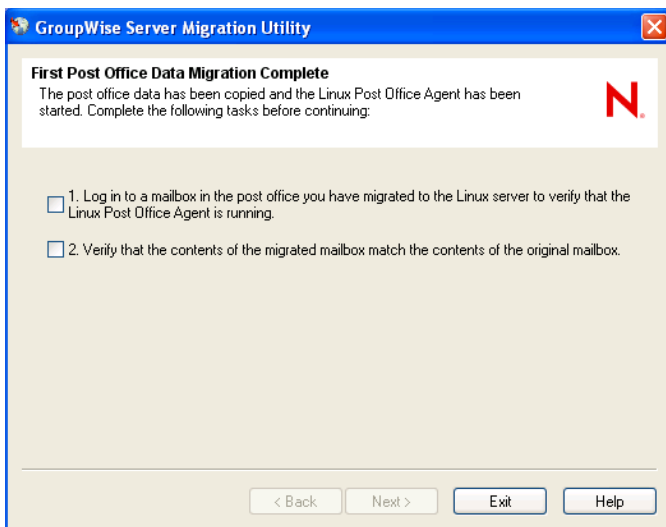 GroupWise Server Migration Utility
First Post Office Data Migration Complete
The post office data has been copied and the Linux Post Office Agent has been
started. Complete the following tasks before continuing:
N.
1. Log in to a mailbox in the post office you have migrated to the Linux server to verify that the
Linux Post Office Agent is running.
2. Verify that the contents of the migrated mailbox match the contents of the original mailbox.
< Back
Next >
Exit
Help